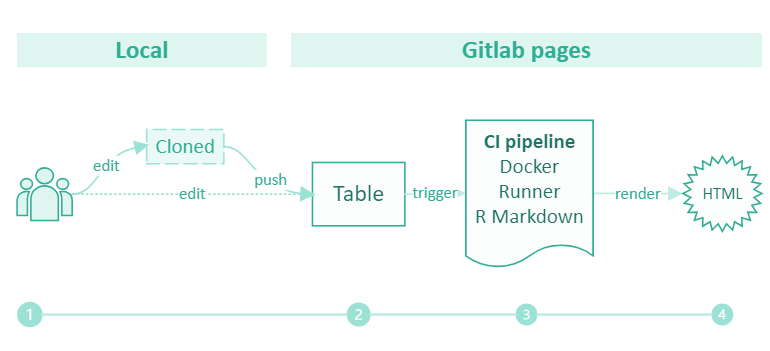 Local
Gitlab pages
Cloned
edit
push
edit
Table
trigger
CI pipeline
Docker
Runner
R Markdown
render
HTML
1
2
3
4